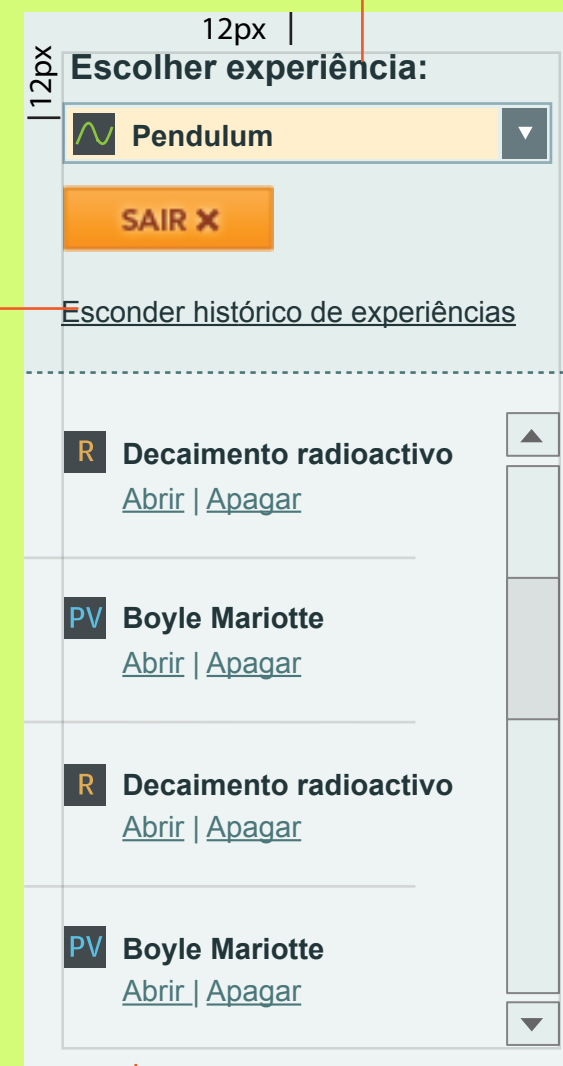 12px
12px
Escolher experiência:
Pendulum
SAIR ✖
Esconder histórico de experiências
R Decaimento radioactivo
Abrir | Apagar
PV Boyle Mariotte
Abrir | Apagar
R Decaimento radioactivo
Abrir | Apagar
PV Boyle Mariotte
Abrir | Apagar